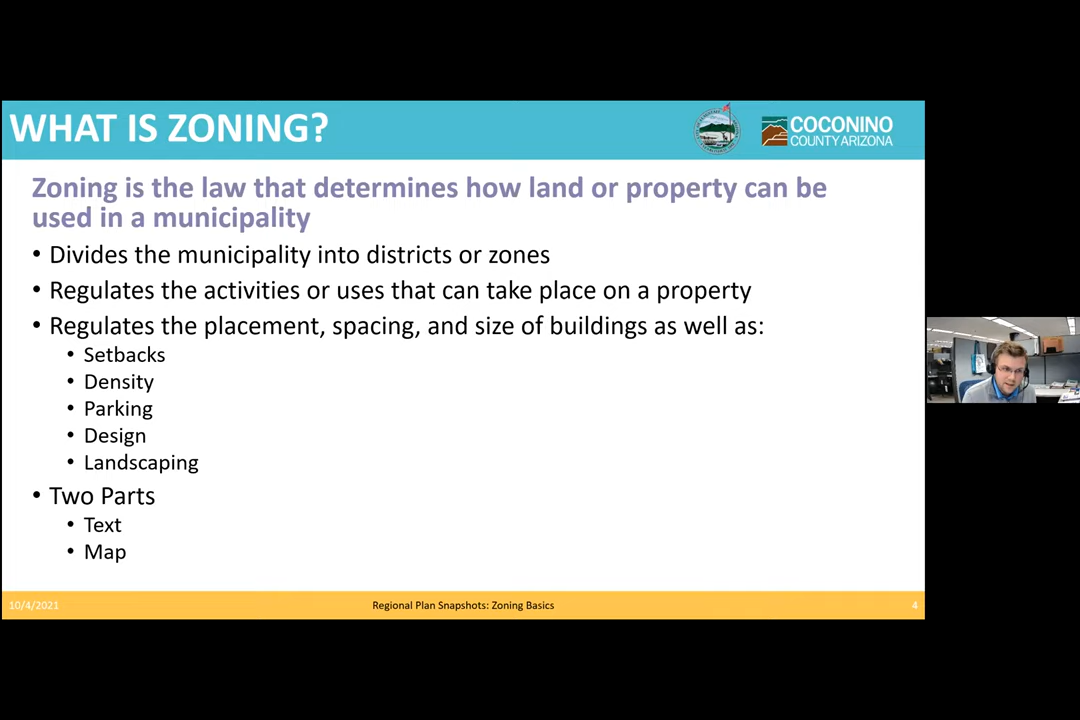 WHAT IS ZONING?
COCONINO
COUNTY ARIZONA
Zoning is the law that determines how land or property can be
used in a municipality
• Divides the municipality into districts or zones
• Regulates the activities or uses that can take place on a property
• Regulates the placement, spacing, and size of buildings as well as:
• Setbacks
• Density
• Parking
• Design
• Landscaping
• Two Parts
• Text
• Map
10/4/2021
Regional Plan Snapshots: Zoning Basics
4